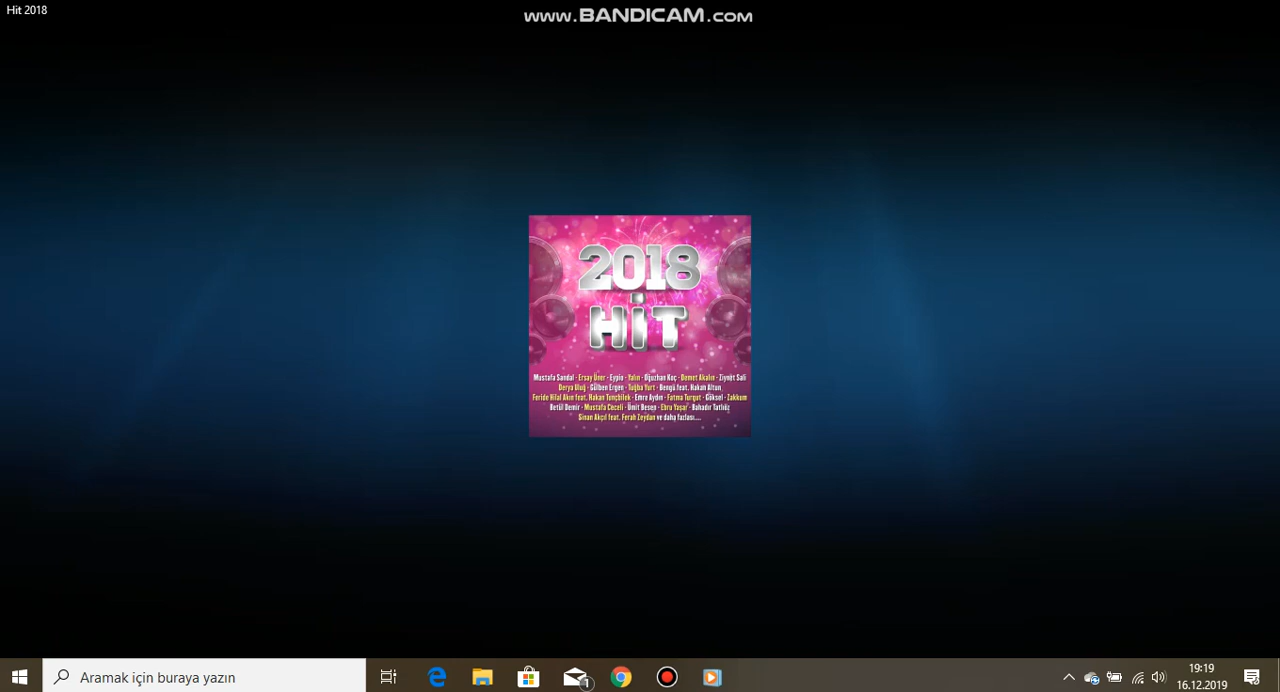 Hit 2018
www.BANDICAM.com
2018
HİT
Mustafa Sandal - Ersay Üner - Eypio - Yalın - Oğuzhan Koç - Demet Akalın - Ziynet Sali
Derya Uluğ - Gülben Ergen - Tuğba Yurt - Bengü feat. Hakan Altun
Feride Hilal Akın feat. Hakan Tunçbilek - Emre Aydın - Fatma Turgut - Göksel - Zakkum
Betül Demir - Mustafa Ceceli - Ümit Besen - Ebru Yaşar - Bahadır Tatlıöz
Sinan Akçıl feat. Ferah Zeydan ve daha fazlası....
Aramak için buraya yazın
1
19:19
16.12.2019